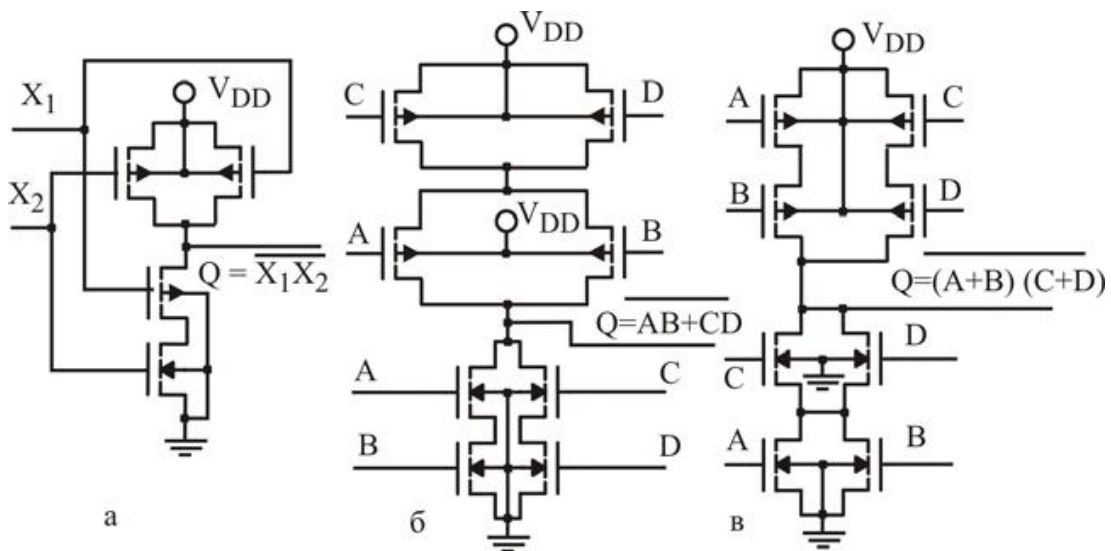 X1
X2
VDD
Q = X1X2
а
VDD
C
D
VDD
A
B
Q=AB+CD
A
C
B
D
б
VDD
A
C
B
D
Q=(A+B) (C+D)
C
D
A
B
в